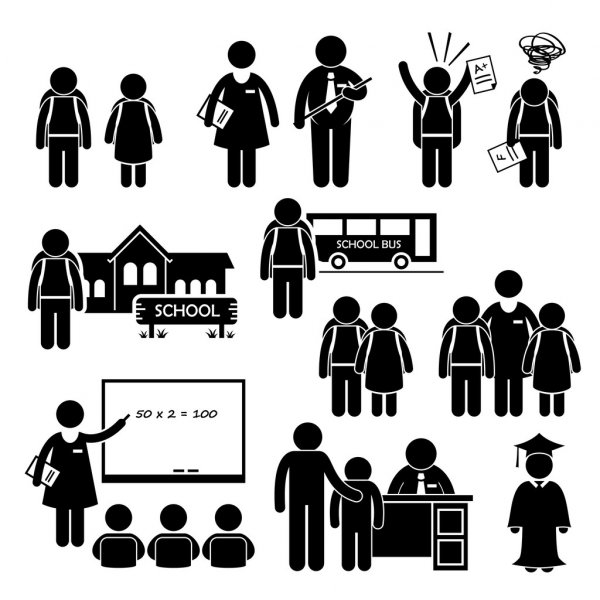 A+
F
SCHOOL BUS
SCHOOL
50 x 2 = 100